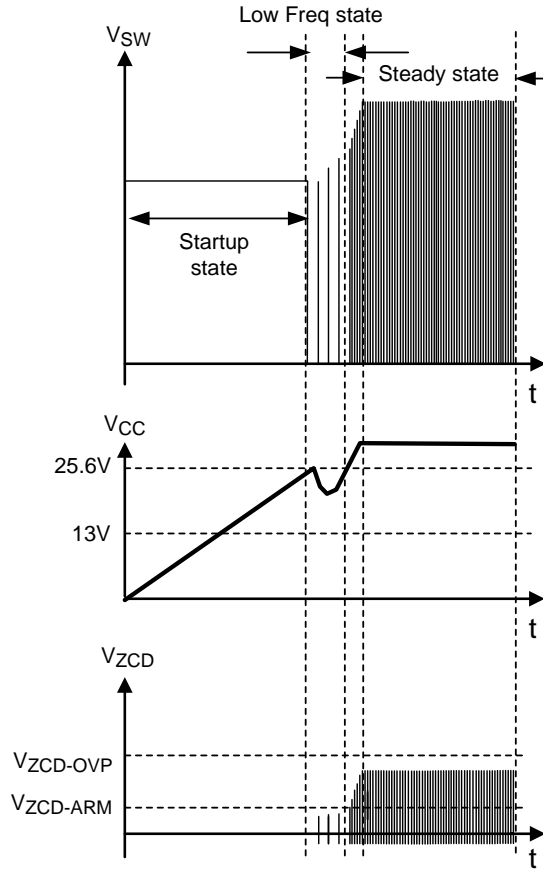 Low Freq state
VSW
Steady state
Startup
state
t
VCC
25.6V
13V
t
VZCD
VZCD-OVP
VZCD-ARM
t